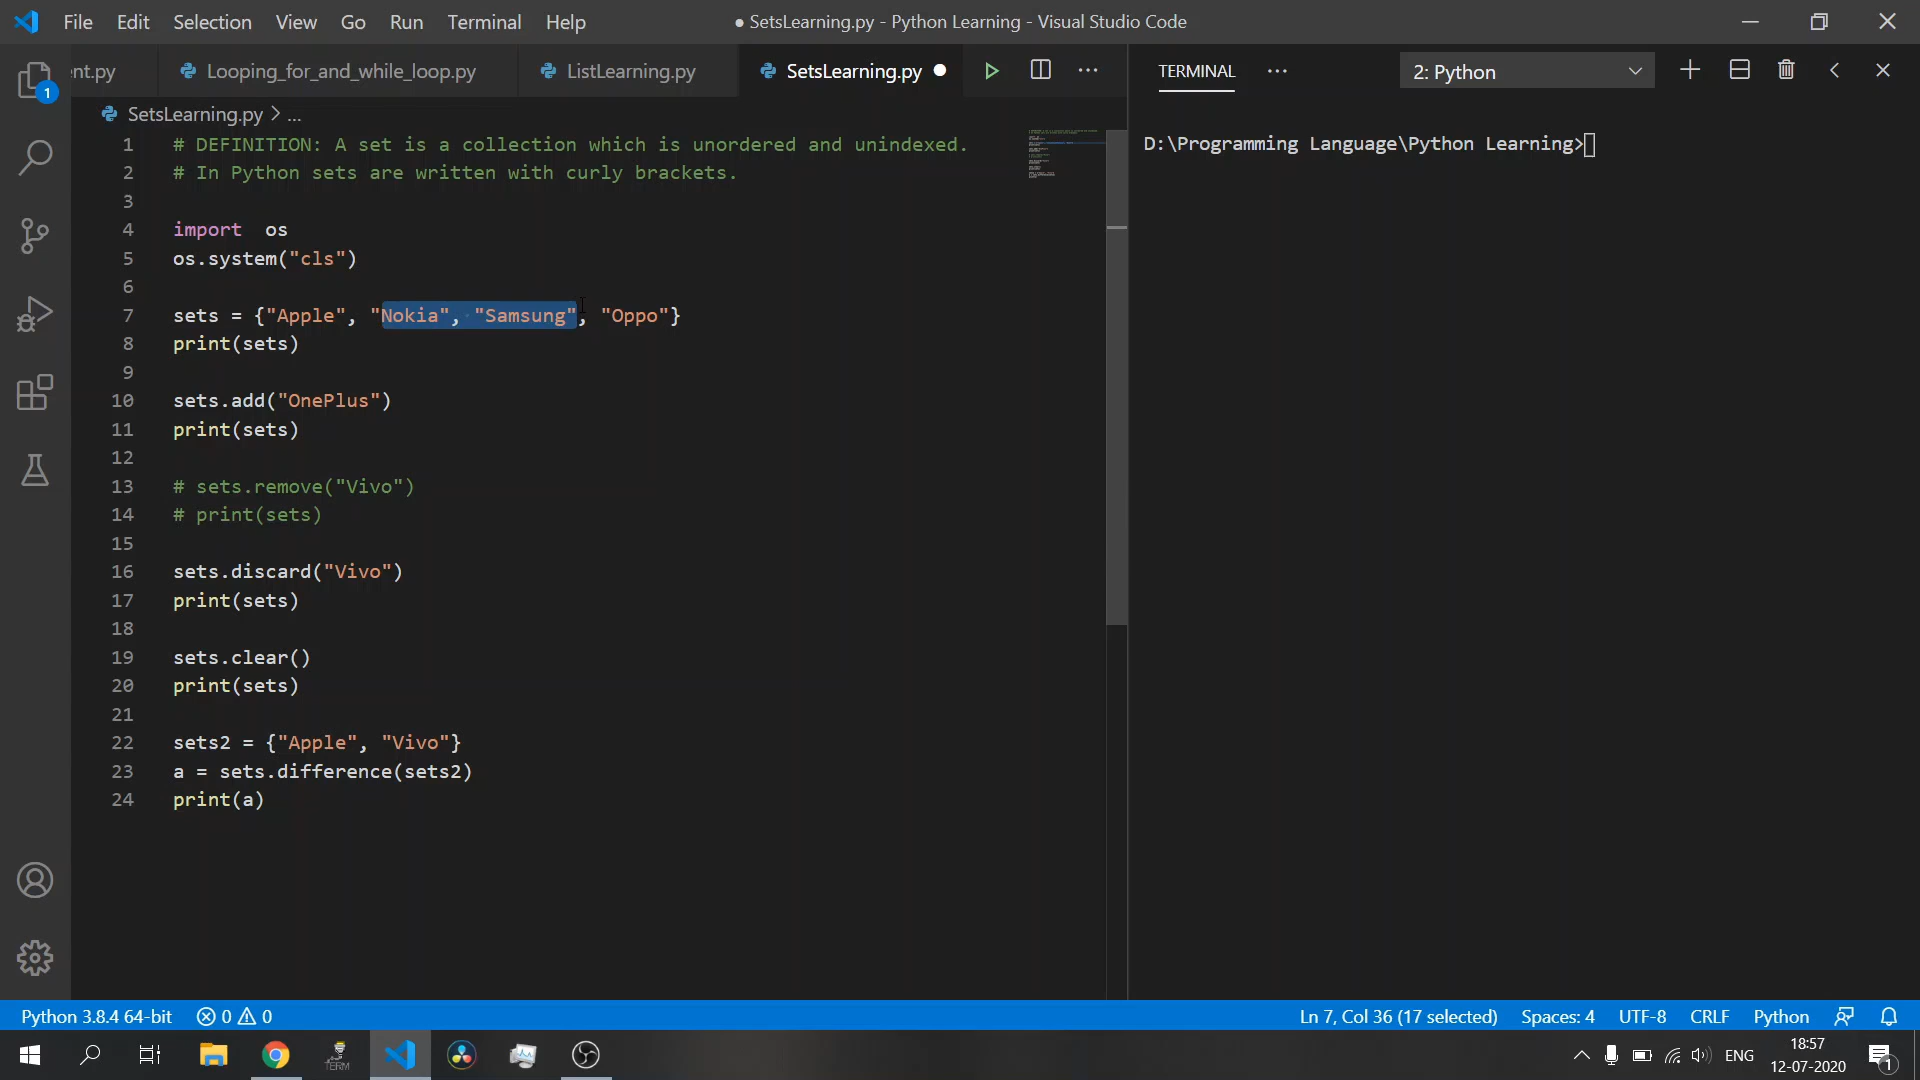 File Edit Selection View Go Run Terminal Help
● SetsLearning.py - Python Learning - Visual Studio Code
nt.py
Looping_for_and_while_loop.py
ListLearning.py
SetsLearning.py
TERMINAL
2: Python
SetsLearning.py > ...
1 # DEFINITION: A set is a collection which is unordered and unindexed.
2 # In Python sets are written with curly brackets.
3
4 import  os
5 os.system("cls")
6
7 sets = {"Apple", "Nokia", "Samsung", "Oppo"}
8 print(sets)
9
10 sets.add("OnePlus")
11 print(sets)
12
13 # sets.remove("Vivo")
14 # print(sets)
15
16 sets.discard("Vivo")
17 print(sets)
18
19 sets.clear()
20 print(sets)
21
22 sets2 = {"Apple", "Vivo"}
23 a = sets.difference(sets2)
24 print(a)
D:\Programming Language\Python Learning>
1
Python 3.8.4 64-bit
0
0
Ln 7, Col 36 (17 selected)
Spaces: 4
UTF-8
CRLF
Python
TERM
ENG
18:57
12-07-2020
1